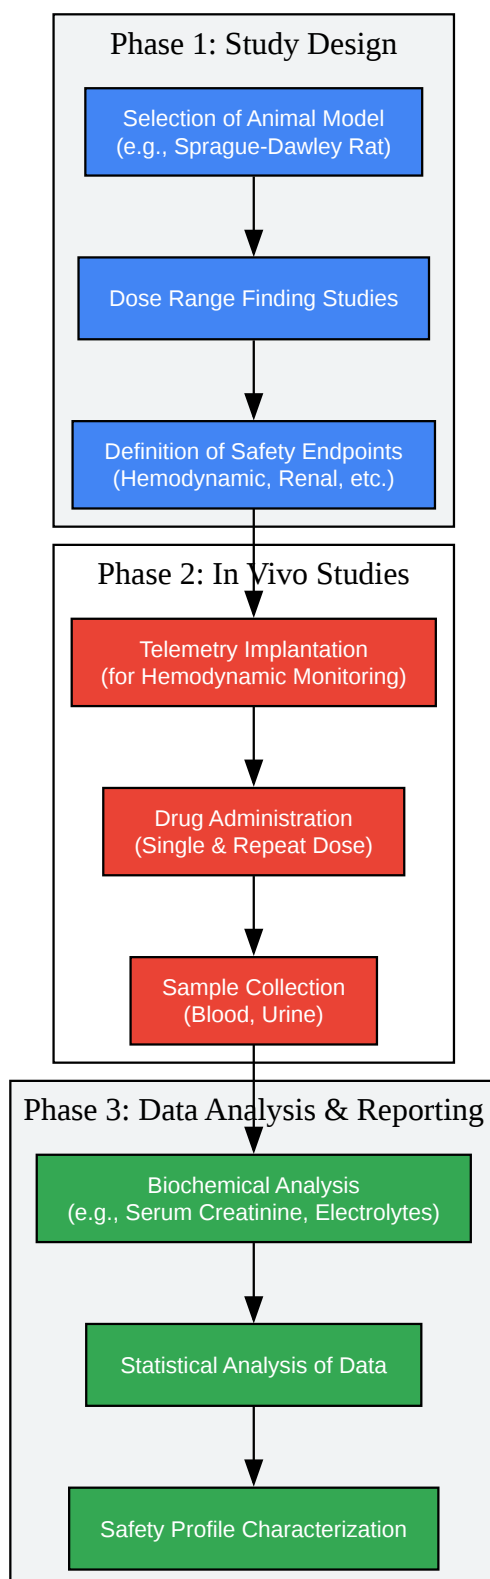 Phase 1: Study Design
Selection of Animal Model
(e.g., Sprague-Dawley Rat)
Dose Range Finding Studies
Definition of Safety Endpoints
(Hemodynamic, Renal, etc.)
Phase 2: In Vivo Studies
Telemetry Implantation
(for Hemodynamic Monitoring)
Drug Administration
(Single & Repeat Dose)
Sample Collection
(Blood, Urine)
Phase 3: Data Analysis & Reporting
Biochemical Analysis
(e.g., Serum Creatinine, Electrolytes)
Statistical Analysis of Data
Safety Profile Characterization